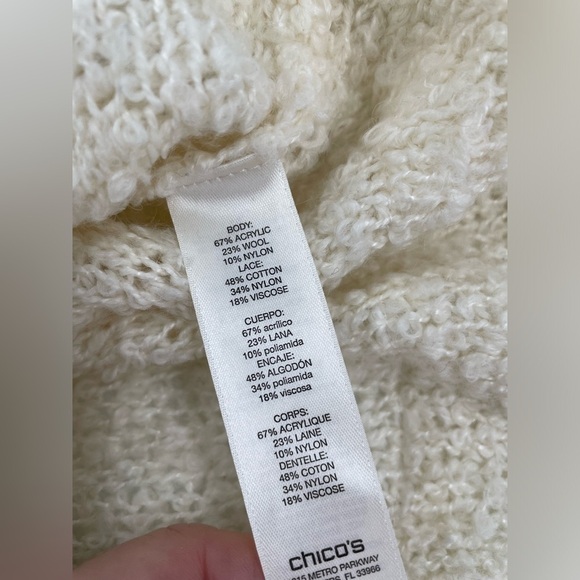 BODY:
67% ACRYLIC
23% WOOL
10% NYLON
LACE:
48% COTTON
34% NYLON
18% VISCOSE
CUERPO:
67% acrílico
23% LANA
10% poliamida
ENCAJE:
48% ALGODÓN
34% poliamida
18% viscosa
CORPS:
67% ACRYLIQUE
23% LAINE
10% NYLON
DENTELLE:
48% COTON
34% NYLON
18% VISCOSE
chico's
METRO PARKWAY
FL 33966